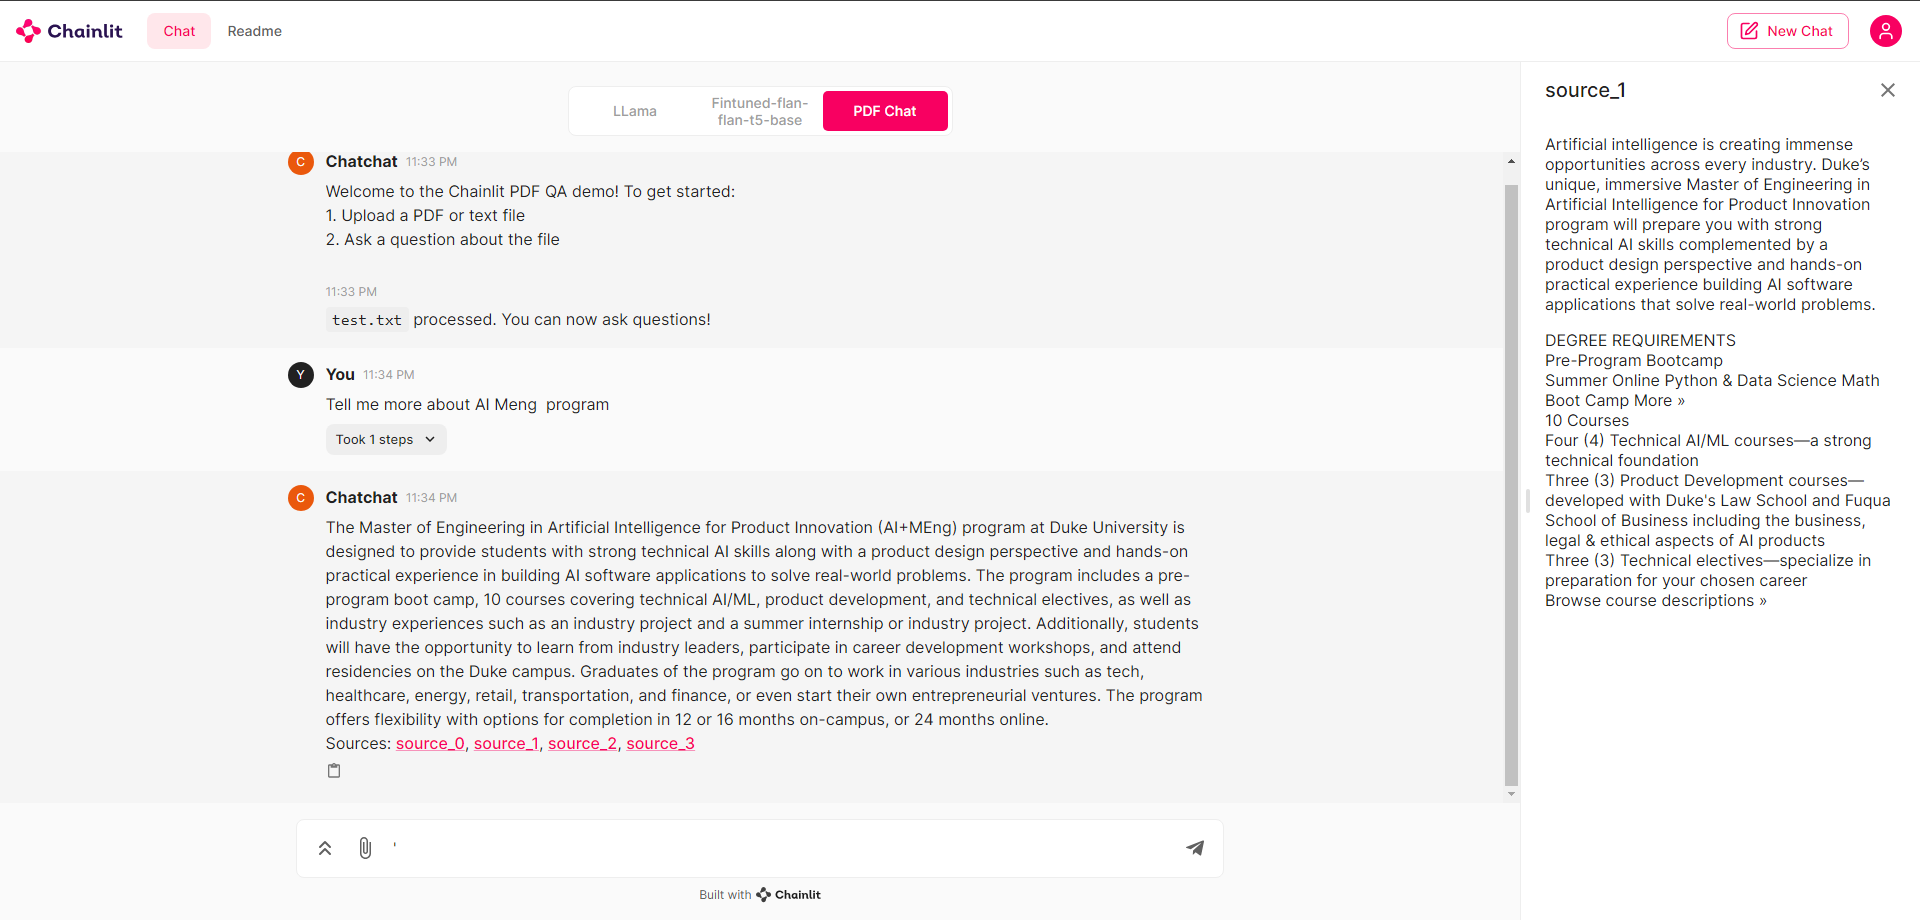 Chainlit
Chat
Readme
New Chat
LLama
Fintuned-flan-
flan-t5-base
PDF Chat
C
Chatchat 11:33 PM
Welcome to the Chainlit PDF QA demo! To get started:
1. Upload a PDF or text file
2. Ask a question about the file
11:33 PM
test.txt processed. You can now ask questions!
Y
You 11:34 PM
Tell me more about AI Meng  program
Took 1 steps
C
Chatchat 11:34 PM
The Master of Engineering in Artificial Intelligence for Product Innovation (AI+MEng) program at Duke University is
designed to provide students with strong technical AI skills along with a product design perspective and hands-on
practical experience in building AI software applications to solve real-world problems. The program includes a pre-
program boot camp, 10 courses covering technical AI/ML, product development, and technical electives, as well as
industry experiences such as an industry project and a summer internship or industry project. Additionally, students
will have the opportunity to learn from industry leaders, participate in career development workshops, and attend
residencies on the Duke campus. Graduates of the program go on to work in various industries such as tech,
healthcare, energy, retail, transportation, and finance, or even start their own entrepreneurial ventures. The program
offers flexibility with options for completion in 12 or 16 months on-campus, or 24 months online.
Sources: source_0, source_1, source_2, source_3
'
Built with Chainlit
source_1
Artificial intelligence is creating immense
opportunities across every industry. Duke’s
unique, immersive Master of Engineering in
Artificial Intelligence for Product Innovation
program will prepare you with strong
technical AI skills complemented by a
product design perspective and hands-on
practical experience building AI software
applications that solve real-world problems.
DEGREE REQUIREMENTS
Pre-Program Bootcamp
Summer Online Python & Data Science Math
Boot Camp More »
10 Courses
Four (4) Technical AI/ML courses—a strong
technical foundation
Three (3) Product Development courses—
developed with Duke's Law School and Fuqua
School of Business including the business,
legal & ethical aspects of AI products
Three (3) Technical electives—specialize in
preparation for your chosen career
Browse course descriptions »